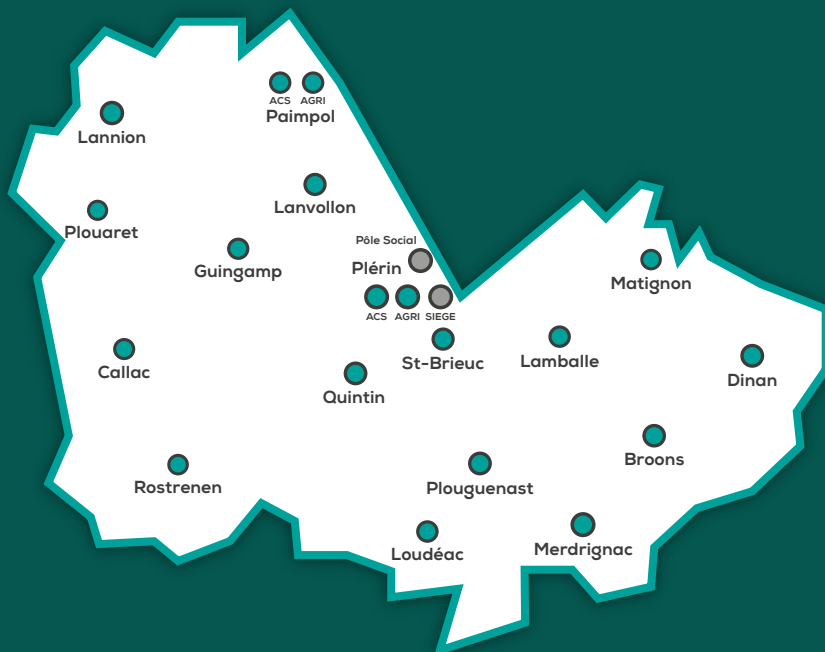 ACS AGRI
Paimpol
Lannion
Lanvollon
Plouaret
Pôle Social
Plérin
Guingamp
Matignon
ACS AGRI SIEGE
St-Brieuc
Lamballe
Callac
Dinan
Quintin
Broons
Rostrenen
Plouguenast
Merdrignac
Loudéac